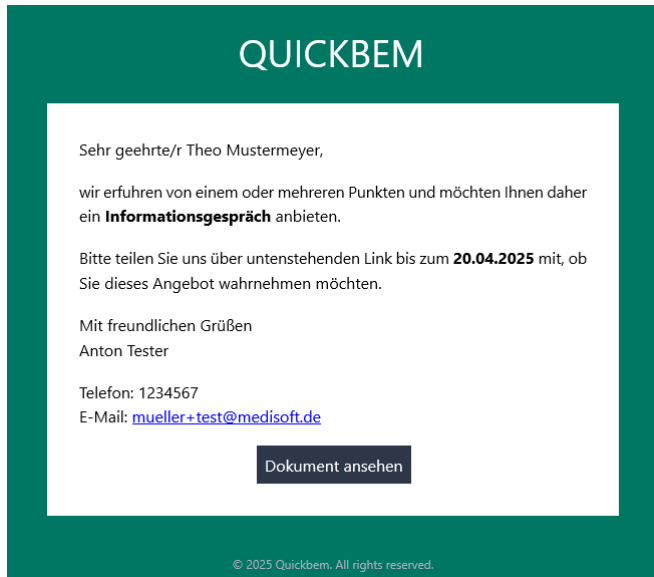 QUICKBEM
Sehr geehrte/r Theo Mustermeyer,
wir erfuhren von einem oder mehreren Punkten und möchten Ihnen daher
ein Informationsgespräch anbieten.
Bitte teilen Sie uns über untenstehenden Link bis zum 20.04.2025 mit, ob
Sie dieses Angebot wahrnehmen möchten.
Mit freundlichen Grüßen
Anton Tester
Telefon: 1234567
E-Mail: mueller+test@medisoft.de
Dokument ansehen
© 2025 Quickbem. All rights reserved.